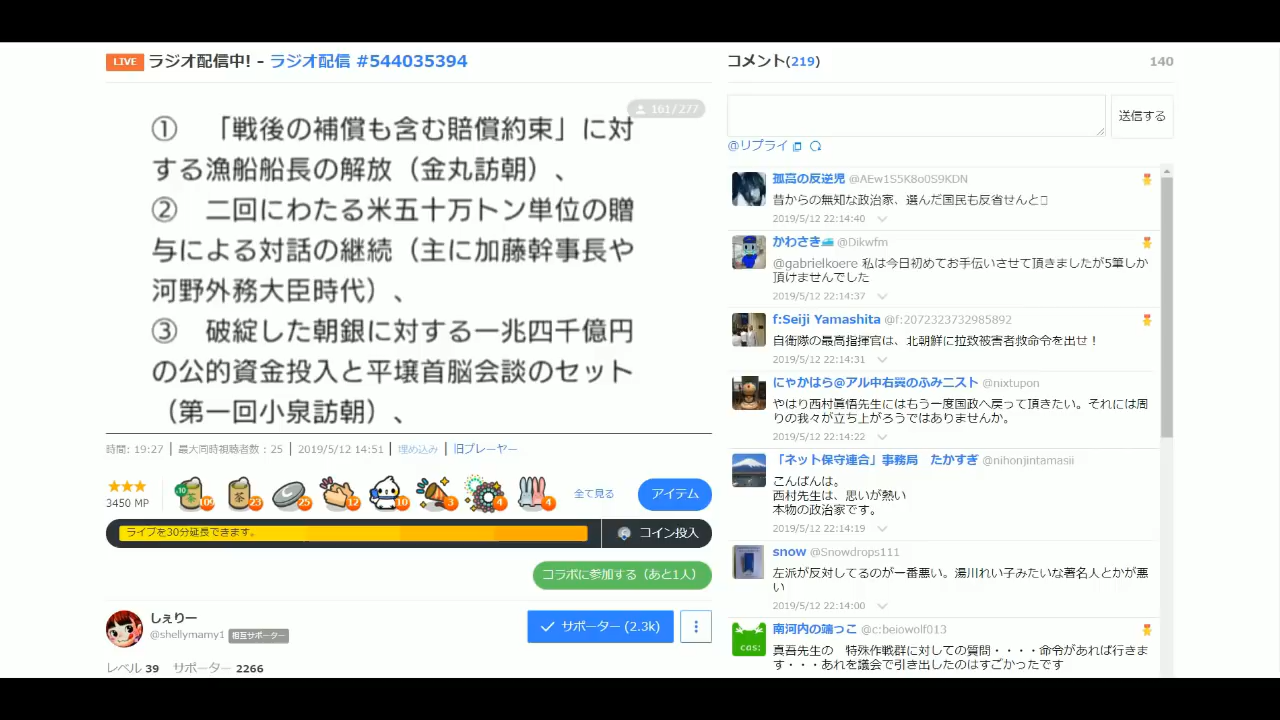 LIVE ラジオ配信中! - ラジオ配信 #544035394
161/277
① 「戦後の補償も含む賠償約束」に対
する漁船船長の解放（金丸訪朝）、
② 二回にわたる米五十万トン単位の贈
与による対話の継続（主に加藤幹事長や
河野外務大臣時代）、
③ 破綻した朝銀に対する一兆四千億円
の公的資金投入と平壌首脳会談のセット
（第一回小泉訪朝）、
時間: 19:27 | 最大同時視聴者数 : 25 | 2019/5/12 14:51 | 埋め込み | 旧プレーヤー
3450 MP
×10 109 23 25 12 10 3 4 4 全て見る アイテム
ライブを30分延長できます。 コイン投入
コラボに参加する（あと1人）
しぇりー
@shellymamy1 相互サポーター
サポーター (2.3k)
レベル 39 サポーター 2266
コメント(219) 140
送信する
@リプライ
孤高の反逆児 @AEw1S5K8o0S9KDN
昔からの無知な政治家、選んだ国民も反省せんと
2019/5/12 22:14:40
かわさき @Dikwfm
@gabrielkoere 私は今日初めてお手伝いさせて頂きましたが5筆しか
頂けませんでした
2019/5/12 22:14:37
f:Seiji Yamashita @f:2072323732985892
自衛隊の最高指揮官は、北朝鮮に拉致被害者救命令を出せ！
2019/5/12 22:14:31
にゃかはら@アル中右翼のふみニスト @nixtupon
やはり西村眞悟先生にはもう一度国政へ戻って頂きたい。それには周
りの我々が立ち上がろうではありませんか。
2019/5/12 22:14:22
「ネット保守連合」事務局 たかすぎ @nihonjintamasii
こんばんは。
西村先生は、思いが熱い
本物の政治家です。
2019/5/12 22:14:19
snow @Snowdrops111
左派が反対してるのが一番悪い。湯川れい子みたいな著名人とかが悪
い
2019/5/12 22:14:00
南河内の端っこ @c:beiowolf013
cas:
真吾先生の 特殊作戦群に対しての質問・・・・命令があれば行きま
す・・・あれを議会で引き出したのはすごかったです